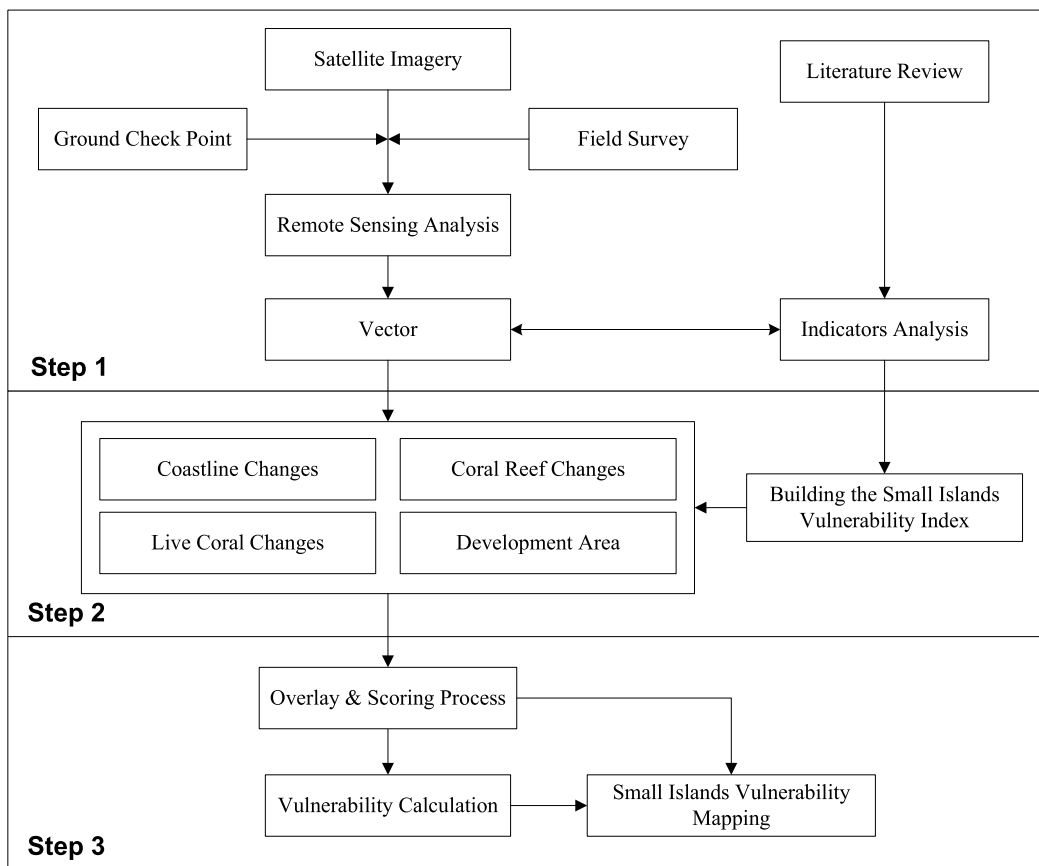 Satellite Imagery
Literature Review
Ground Check Point
Field Survey
Remote Sensing Analysis
Vector
Indicators Analysis
Step 1
Coastline Changes
Coral Reef Changes
Live Coral Changes
Development Area
Building the Small Islands
Vulnerability Index
Step 2
Overlay & Scoring Process
Vulnerability Calculation
Small Islands Vulnerability
Mapping
Step 3